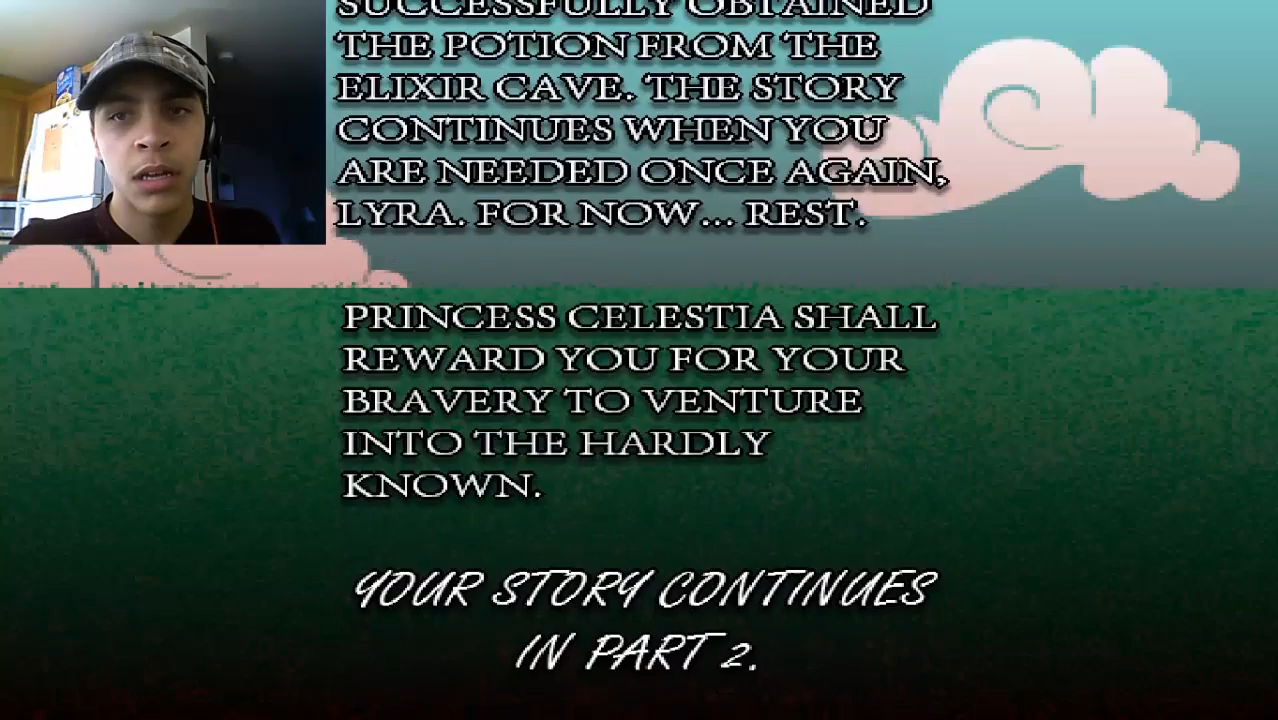 SUCCESSFULLY OBTAINED
THE POTION FROM THE
ELIXIR CAVE. THE STORY
CONTINUES WHEN YOU
ARE NEEDED ONCE AGAIN,
LYRA. FOR NOW... REST.
PRINCESS CELESTIA SHALL
REWARD YOU FOR YOUR
BRAVERY TO VENTURE
INTO THE HARDLY
KNOWN.
YOUR STORY CONTINUES
IN PART 2.